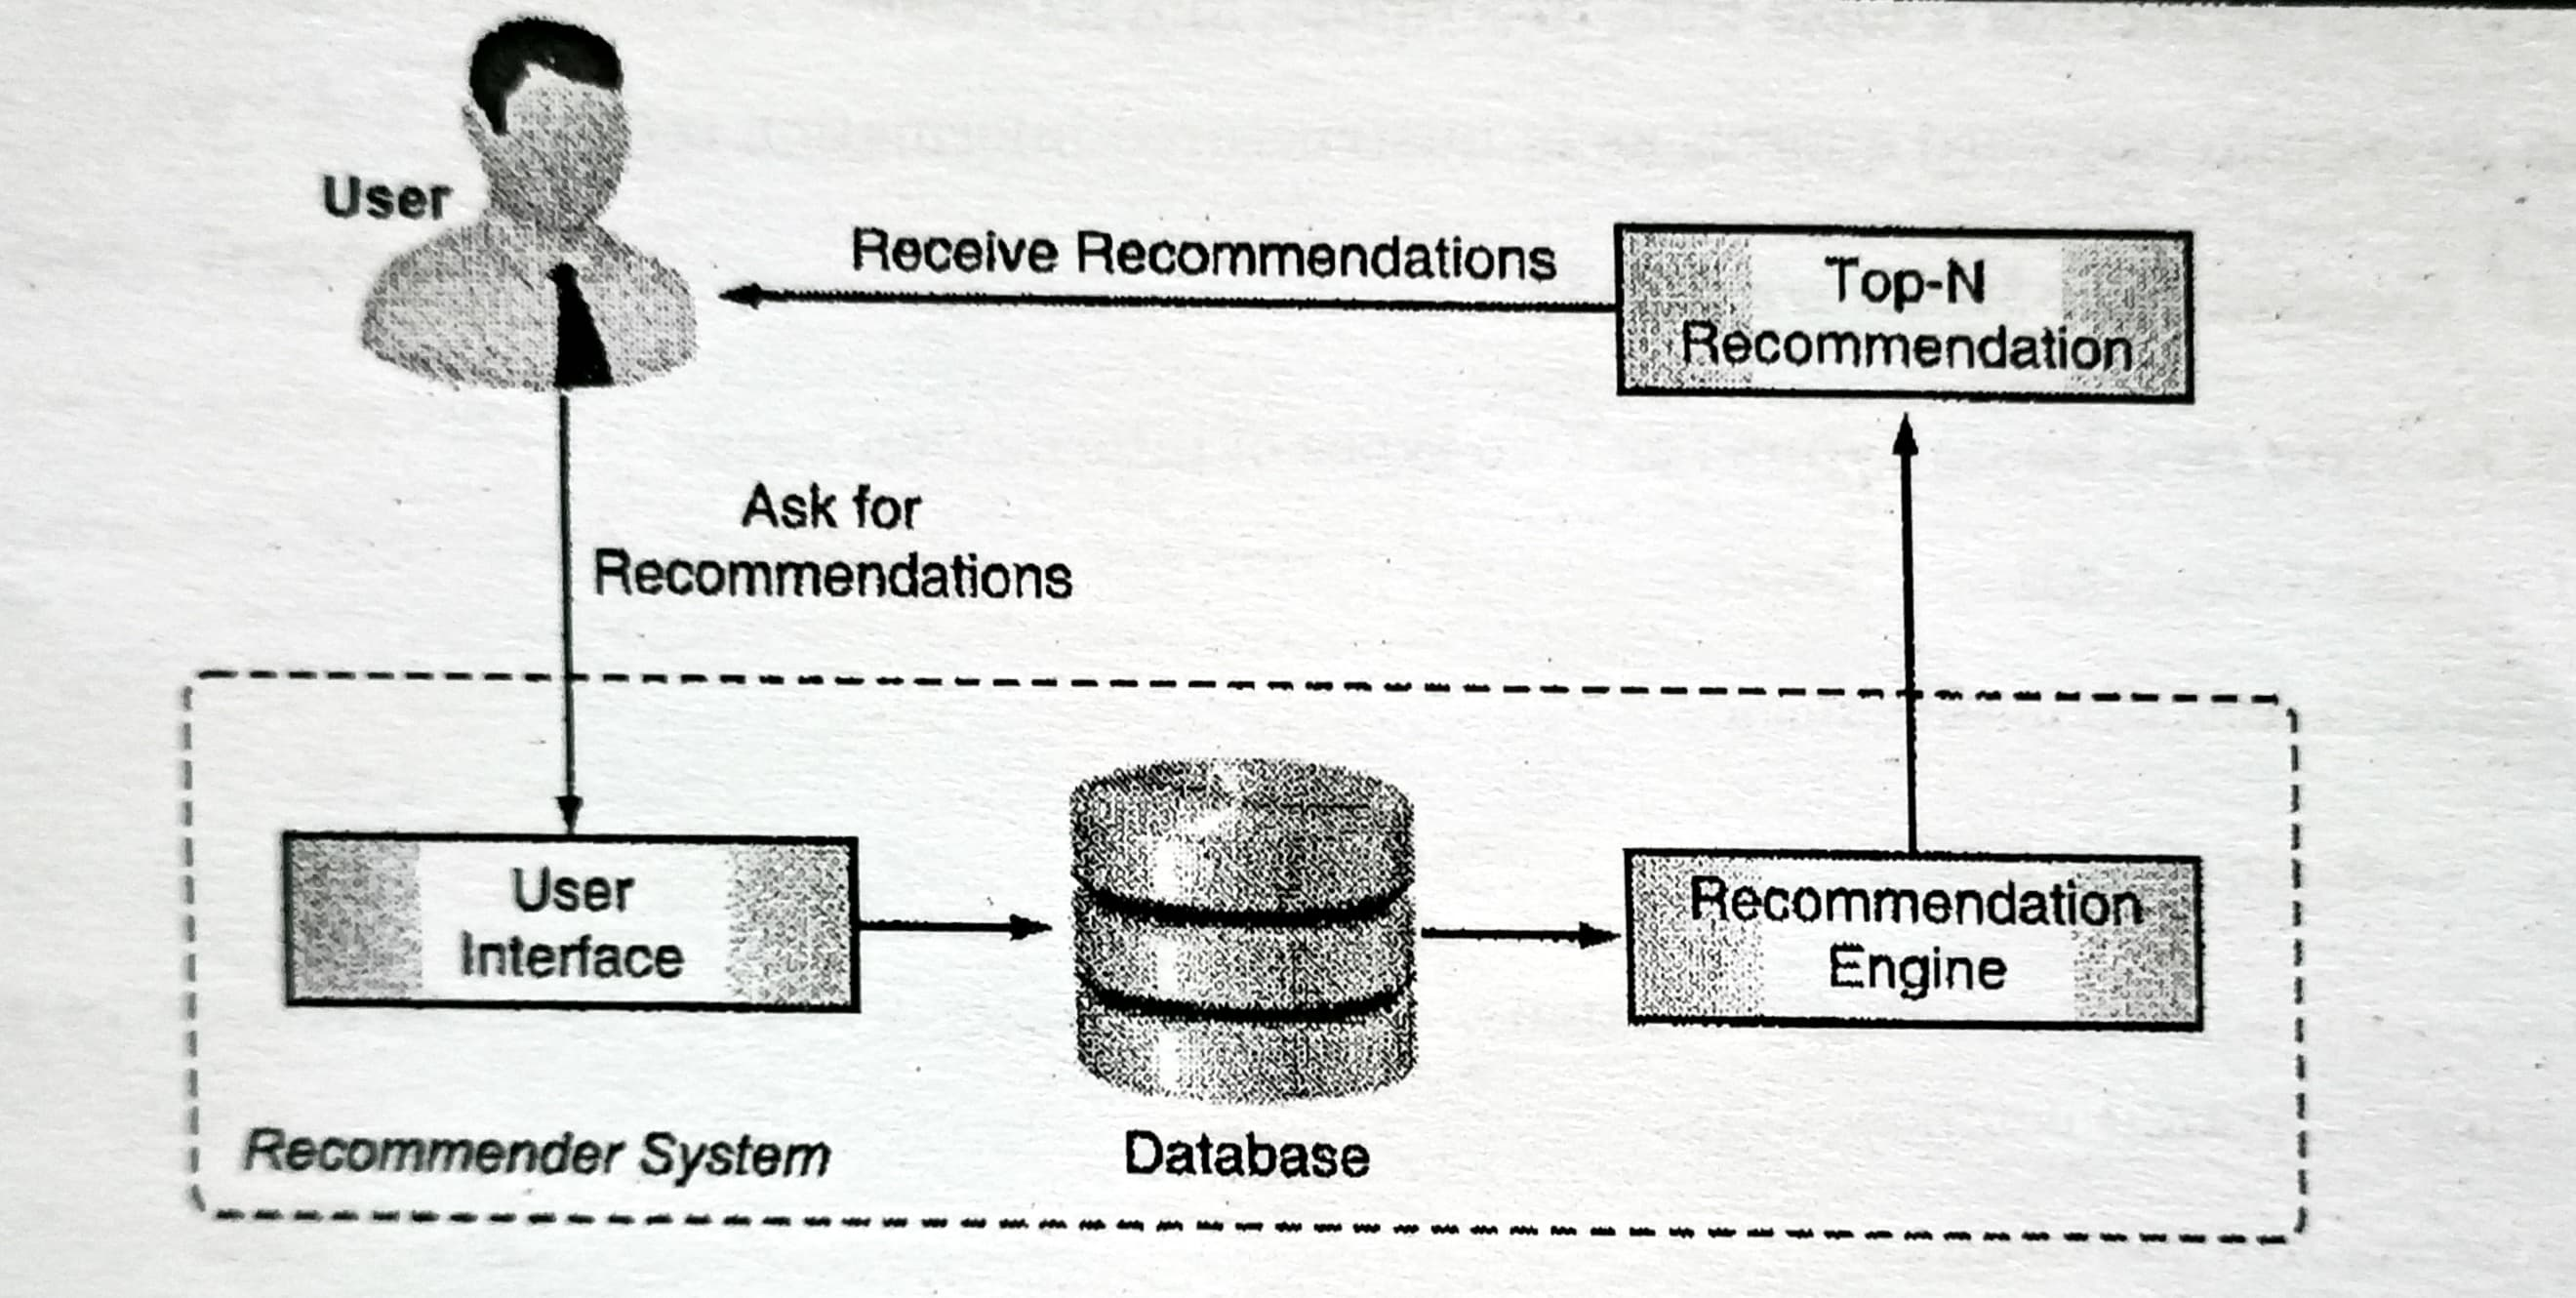 User
Receive Recommendations
Top-N
Recommendation
Ask for
Recommendations
User
Interface
Recommendation
Engine
Recommender System
Database